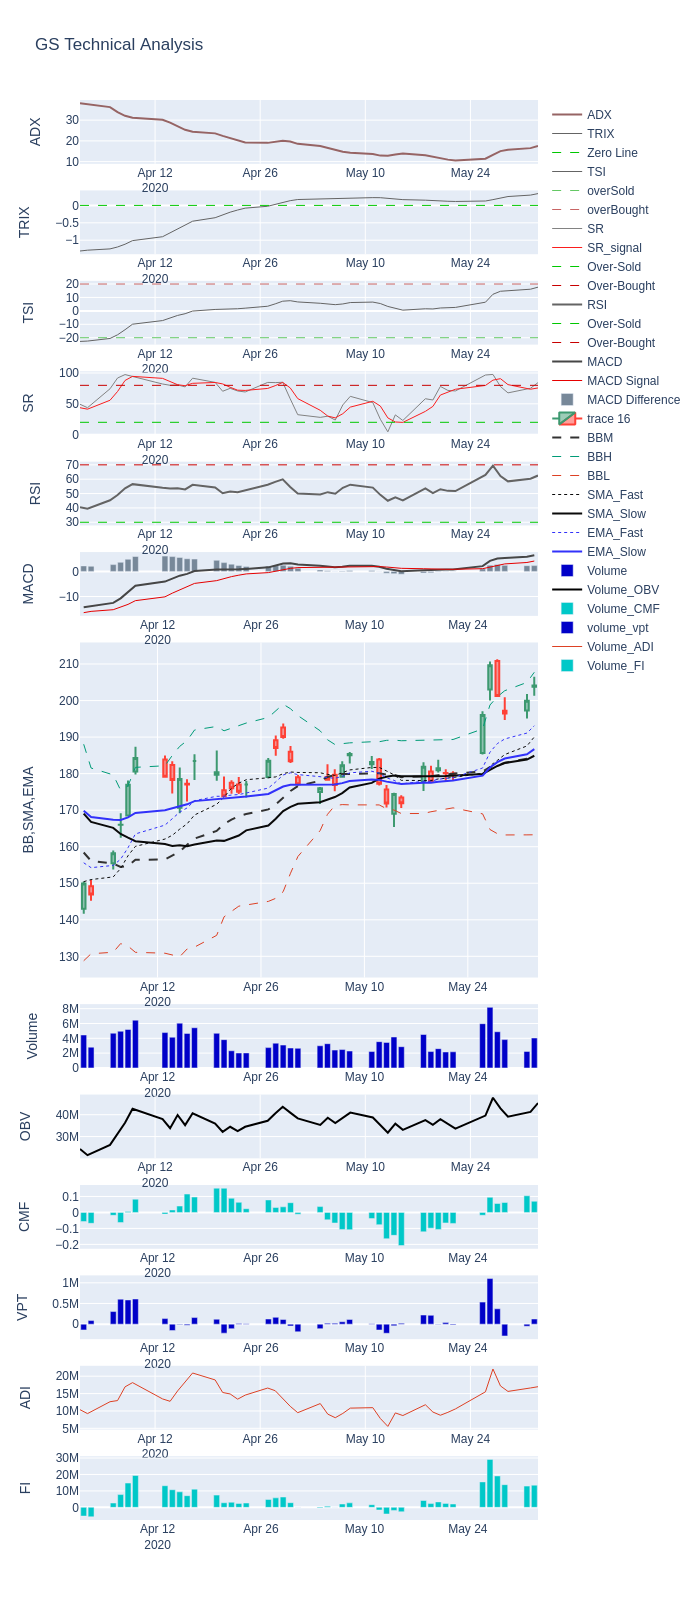 GS Technical Analysis
ADX
30
20
10
Apr 12
2020
Apr 26
May 10
May 24
TRIX
0
−0.5
−1
Apr 12
2020
Apr 26
May 10
May 24
TSI
20
10
0
−10
−20
Apr 12
2020
Apr 26
May 10
May 24
SR
100
50
0
Apr 12
2020
Apr 26
May 10
May 24
RSI
70
60
50
40
30
Apr 12
2020
Apr 26
May 10
May 24
MACD
0
−10
Apr 12
2020
Apr 26
May 10
May 24
BB,SMA,EMA
210
200
190
180
170
160
150
140
130
Apr 12
2020
Apr 26
May 10
May 24
Volume
8M
6M
4M
2M
0
Apr 12
2020
Apr 26
May 10
May 24
OBV
40M
30M
Apr 12
2020
Apr 26
May 10
May 24
CMF
0.1
0
−0.1
−0.2
Apr 12
2020
Apr 26
May 10
May 24
VPT
1M
0.5M
0
Apr 12
2020
Apr 26
May 10
May 24
ADI
20M
15M
10M
5M
Apr 12
2020
Apr 26
May 10
May 24
FI
30M
20M
10M
0
Apr 12
2020
Apr 26
May 10
May 24
ADX
TRIX
Zero Line
TSI
overSold
overBought
SR
SR_signal
Over-Sold
Over-Bought
RSI
Over-Sold
Over-Bought
MACD
MACD Signal
MACD Difference
trace 16
BBM
BBH
BBL
SMA_Fast
SMA_Slow
EMA_Fast
EMA_Slow
Volume
Volume_OBV
Volume_CMF
volume_vpt
Volume_ADI
Volume_FI